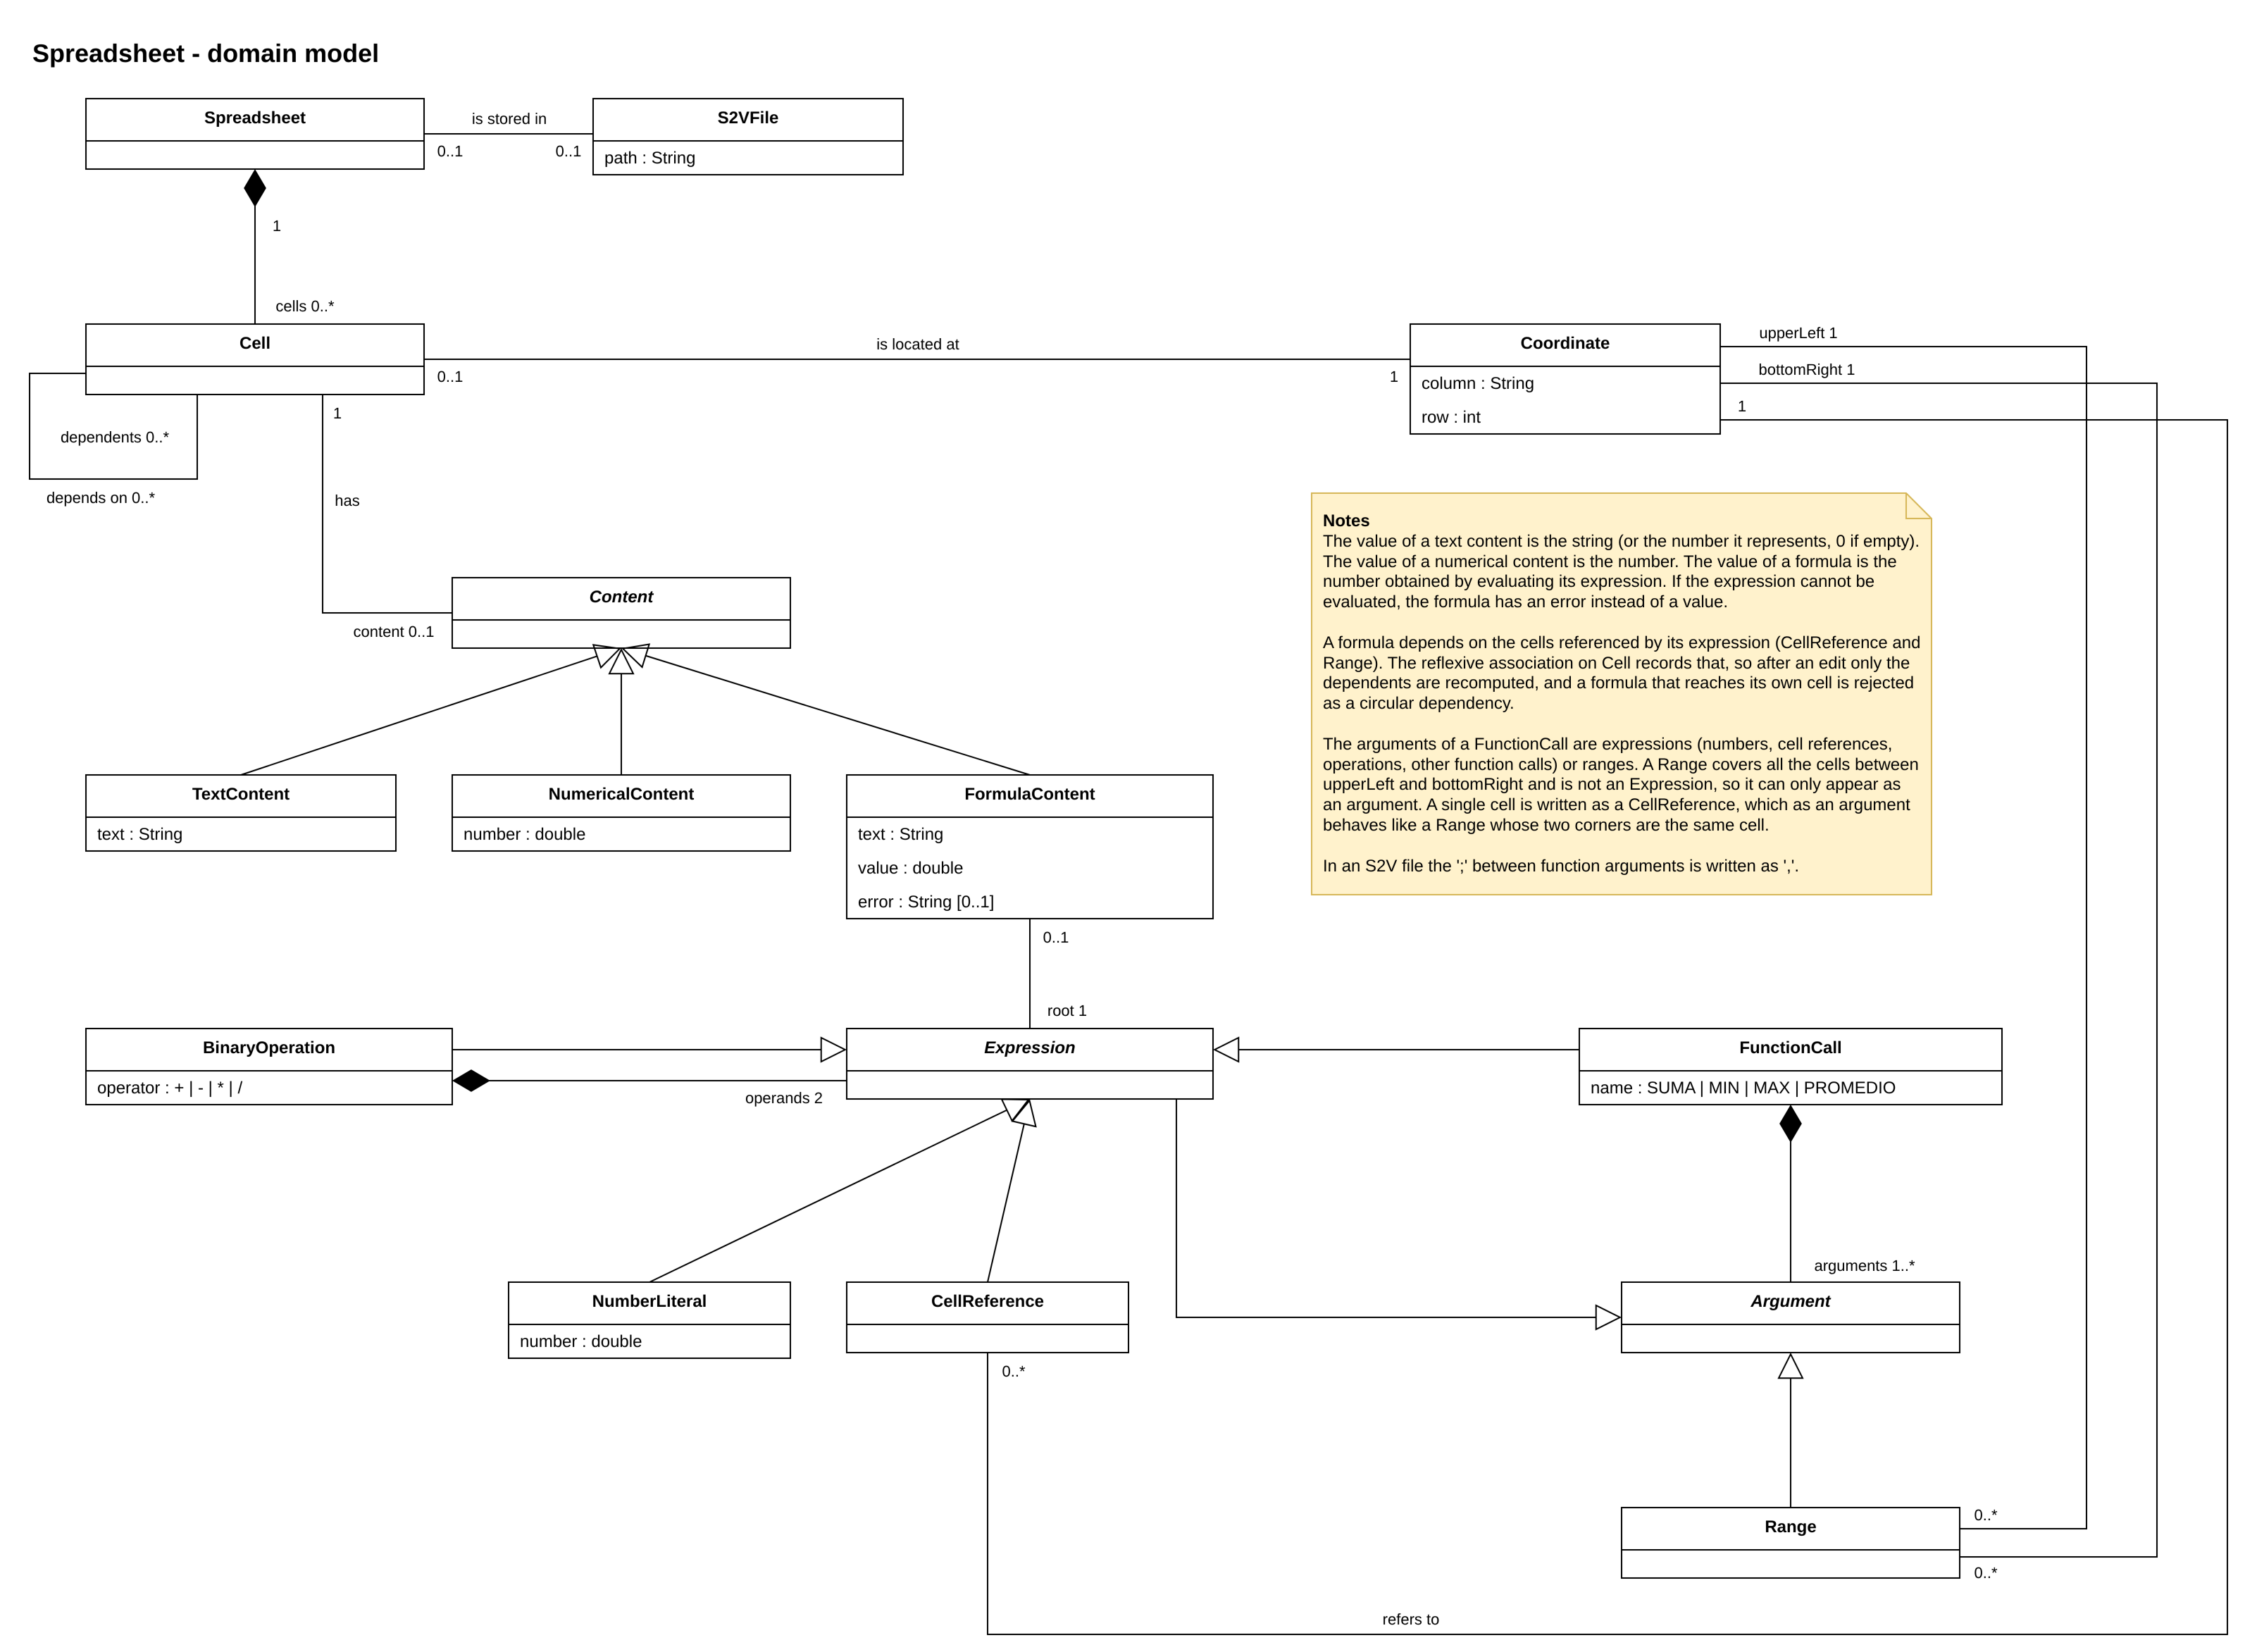 Spreadsheet - domain model
Spreadsheet
is stored in
S2VFile
0..1
0..1
path : String
1
cells 0..*
Cell
is located at
Coordinate
upperLeft 1
0..1
1
column : String
bottomRight 1
row : int
1
dependents 0..*
1
depends on 0..*
has
Notes
The value of a text content is the string (or the number it represents, 0 if empty).
The value of a numerical content is the number. The value of a formula is the
number obtained by evaluating its expression. If the expression cannot be
evaluated, the formula has an error instead of a value.
A formula depends on the cells referenced by its expression (CellReference and
Range). The reflexive association on Cell records that, so after an edit only the
dependents are recomputed, and a formula that reaches its own cell is rejected
as a circular dependency.
The arguments of a FunctionCall are expressions (numbers, cell references,
operations, other function calls) or ranges. A Range covers all the cells between
upperLeft and bottomRight and is not an Expression, so it can only appear as
an argument. A single cell is written as a CellReference, which as an argument
behaves like a Range whose two corners are the same cell.
In an S2V file the ';' between function arguments is written as ','.
Content
content 0..1
TextContent
text : String
NumericalContent
number : double
FormulaContent
text : String
value : double
error : String [0..1]
0..1
root 1
BinaryOperation
operator : + | - | * | /
Expression
operands 2
FunctionCall
name : SUMA | MIN | MAX | PROMEDIO
arguments 1..*
NumberLiteral
number : double
CellReference
0..*
Argument
Range
0..*
0..*
refers to